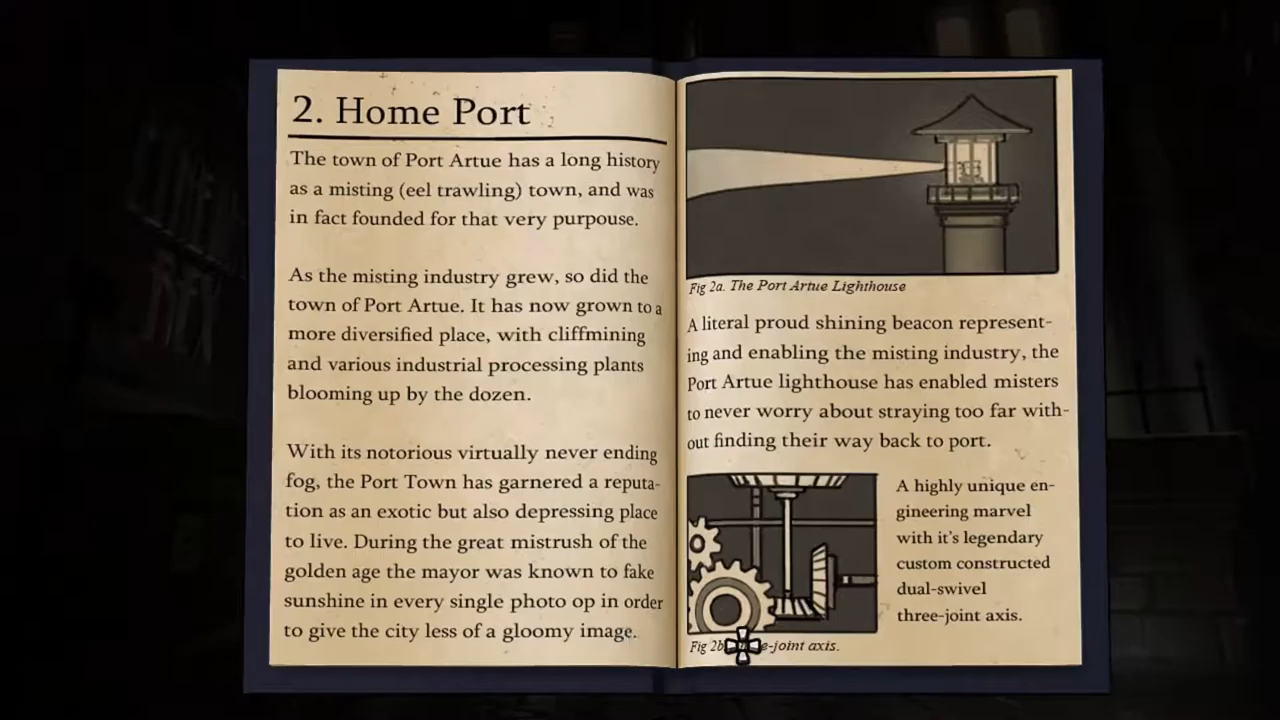 2. Home Port
The town of Port Artue has a long history
as a misting (eel trawling) town, and was
in fact founded for that very purpouse.
As the misting industry grew, so did the
town of Port Artue. It has now grown to a
more diversified place, with cliffmining
and various industrial processing plants
blooming up by the dozen.
With its notorious virtually never ending
fog, the Port Town has garnered a reputa-
tion as an exotic but also depressing place
to live. During the great mistrush of the
golden age the mayor was known to fake
sunshine in every single photo op in order
to give the city less of a gloomy image.
Fig 2a. The Port Artue Lighthouse
A literal proud shining beacon represent-
ing and enabling the misting industry, the
Port Artue lighthouse has enabled misters
to never worry about straying too far with-
out finding their way back to port.
A highly unique en-
gineering marvel
with it's legendary
custom constructed
dual-swivel
three-joint axis.
Fig 2b e-joint axis.